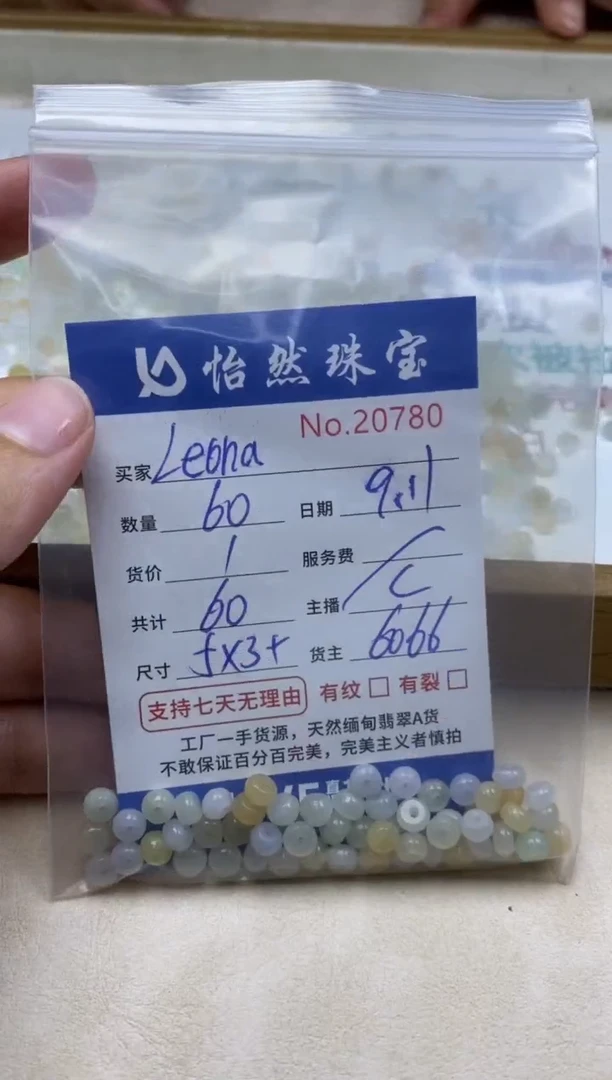 怡然珠宝
No.20780
买家 Leona
数量 60 日期 9.11
货价 1 服务费 /
共计 60 主播 C
尺寸 5X3+ 货主 6066
支持七天无理由 有纹 □ 有裂 □
工厂一手货源，天然缅甸翡翠A货
不敢保证百分百完美，完美主义者慎拍